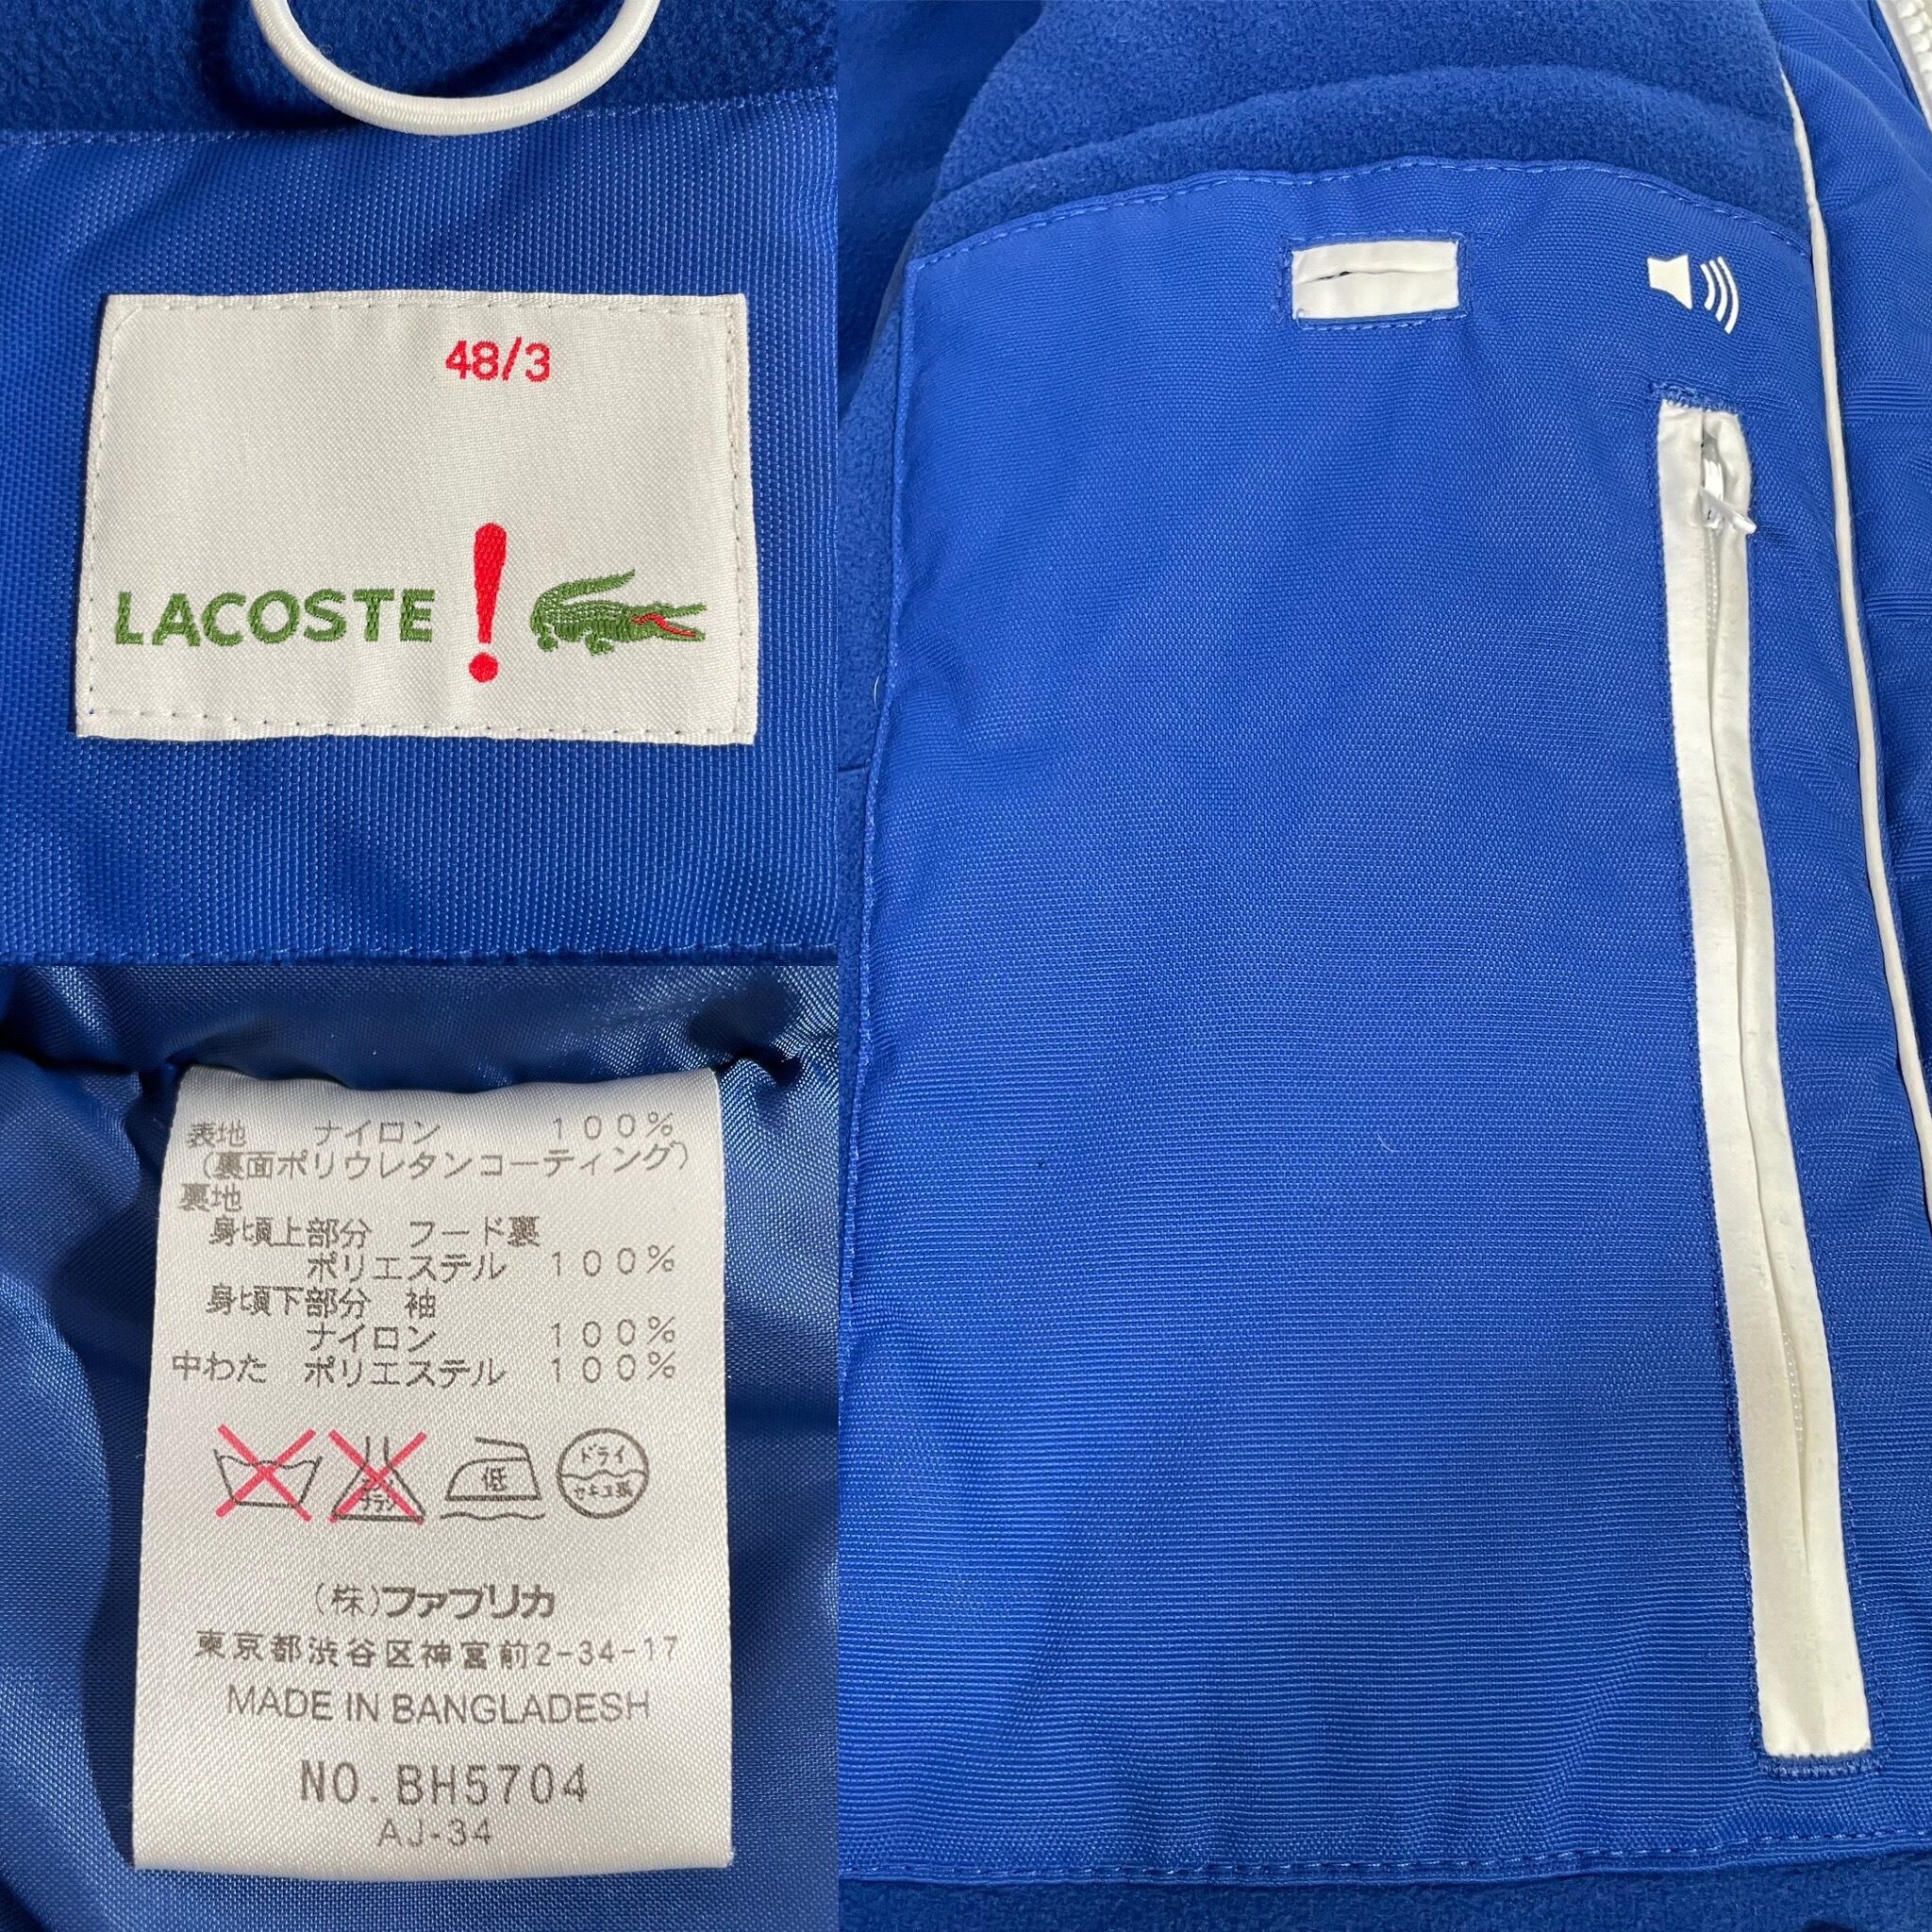 48/3
LACOSTE !
表地 ナイロン 100%
(裏面ポリウレタンコーティング)
裏地
身頃上部分 フード裏
ポリエステル 100%
身頃下部分 袖
ナイロン 100%
中わた ポリエステル 100%
低
ドライ
セキユ系
(株)ファブリカ
東京都渋谷区神宮前2-34-17
MADE IN BANGLADESH
NO. BH5704
AJ-34